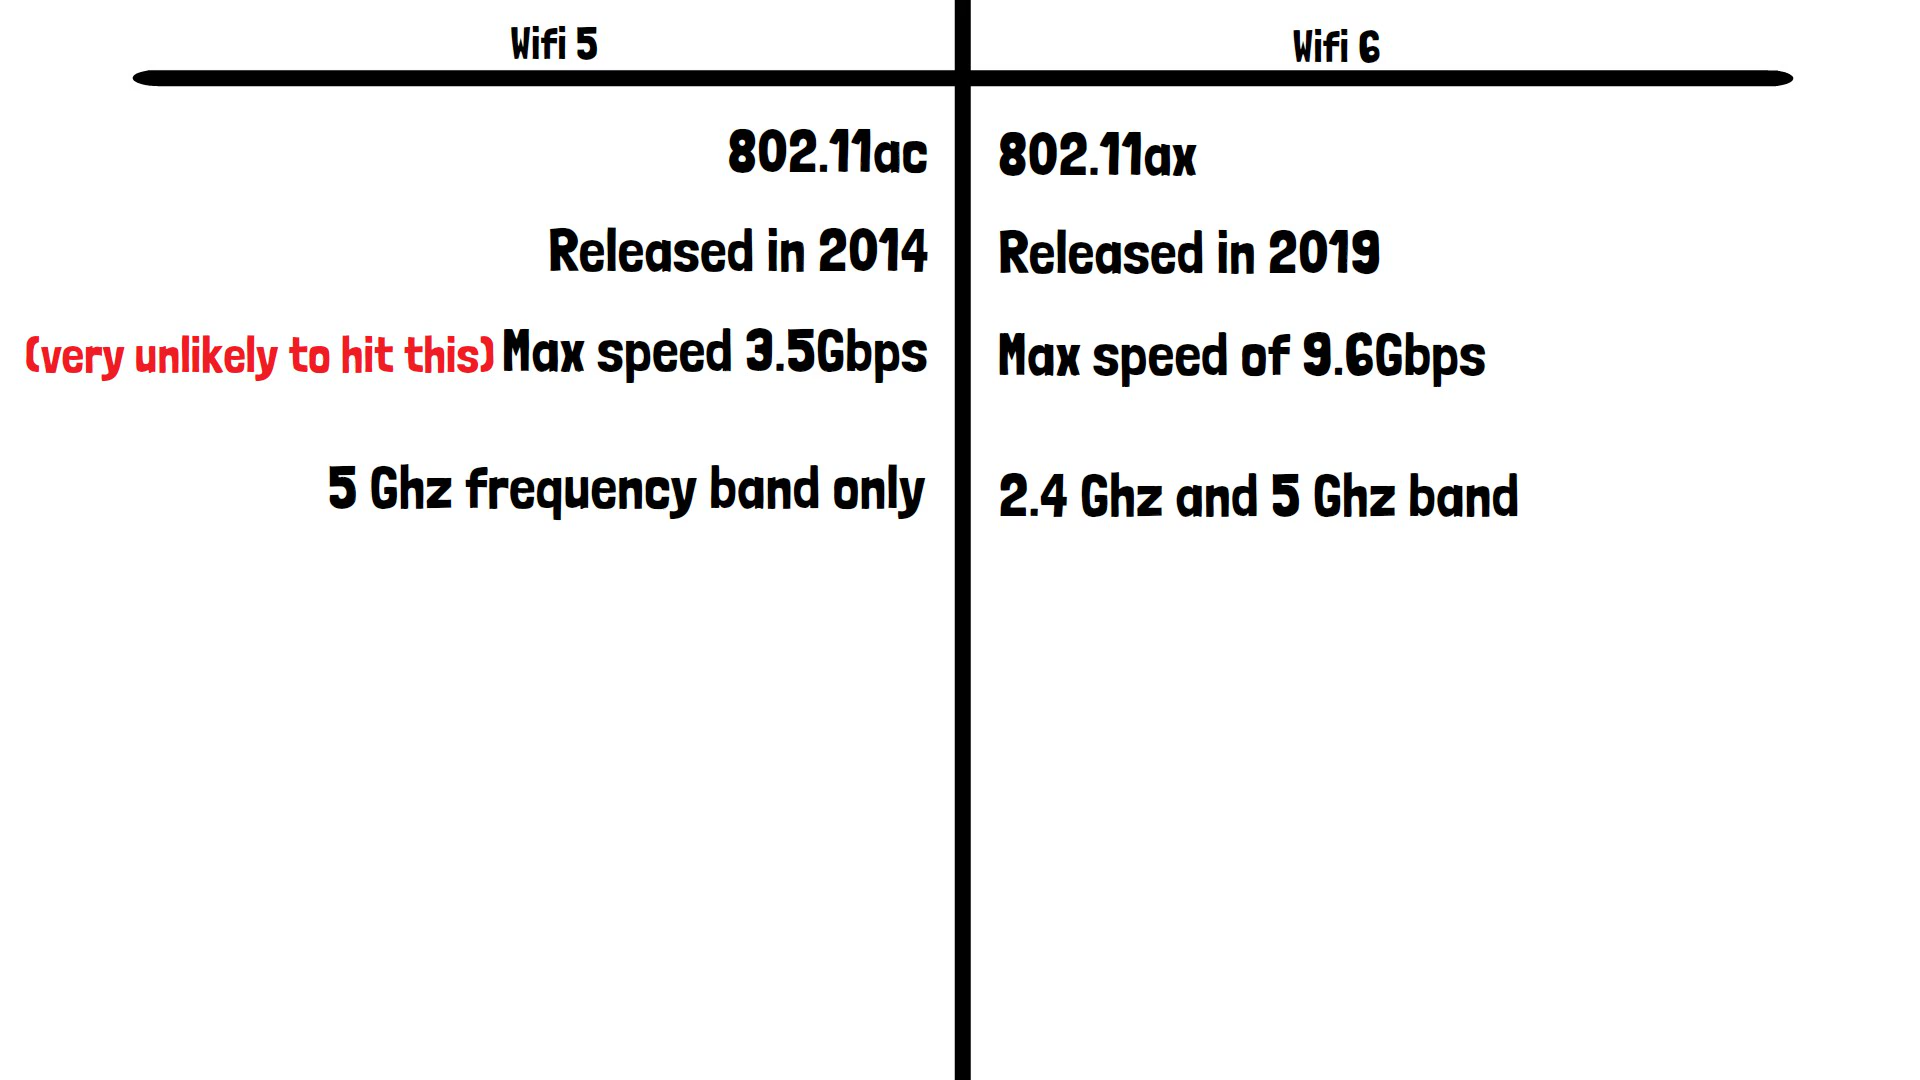 Wifi 5
Wifi 6
802.11ac
802.11ax
Released in 2014
Released in 2019
(very unlikely to hit this) Max speed 3.5Gbps
Max speed of 9.6Gbps
5 Ghz frequency band only
2.4 Ghz and 5 Ghz band